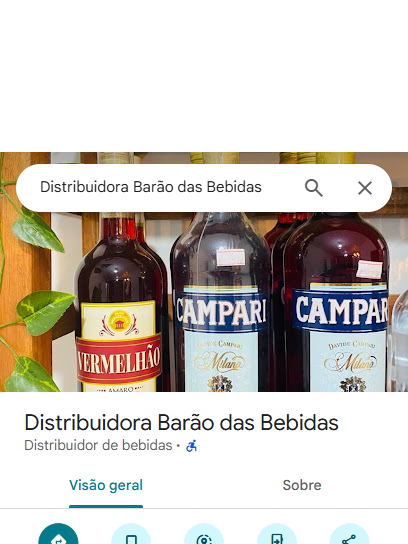 Distribuidora Barão das Bebidas
VERMELHÃO
AMARO
CAMPARI
DAVIDE CAMPARI
Milano
CAMPARI
DAVIDE CAMPARI
Milano
Distribuidora Barão das Bebidas
Distribuidor de bebidas •
Visão geral
Sobre